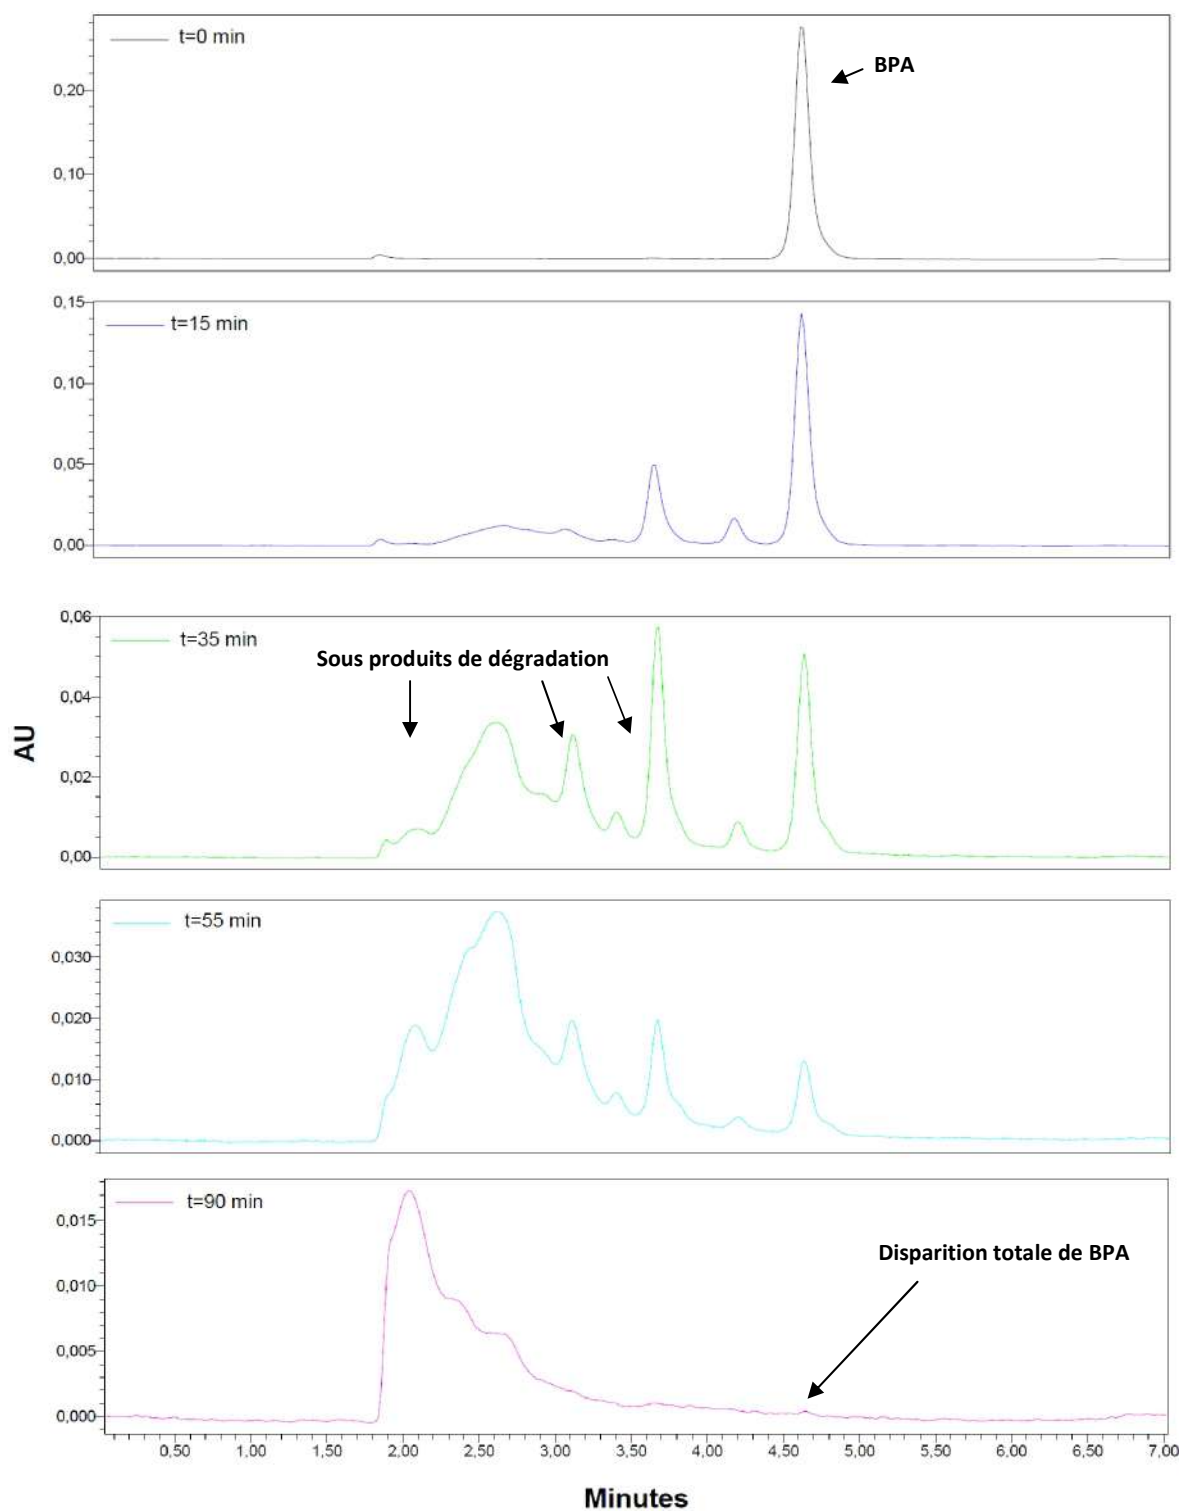 t=0 min
BPA
0,20
0,10
0,00
t=15 min
0,15
0,10
0,05
0,00
t=35 min
Sous produits de dégradation
0,06
0,04
0,02
0,00
AU
t=55 min
0,030
0,020
0,010
0,000
t=90 min
Disparition totale de BPA
0,015
0,010
0,005
0,000
0,50 1,00 1,50 2,00 2,50 3,00 3,50 4,00 4,50 5,00 5,50 6,00 6,50 7,00
Minutes